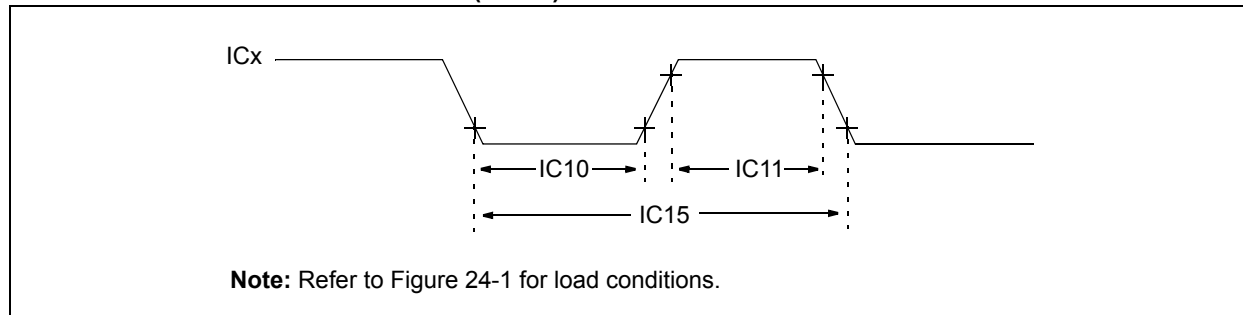 ICx
IC10
IC11
IC15
Note: Refer to Figure 24-1 for load conditions.